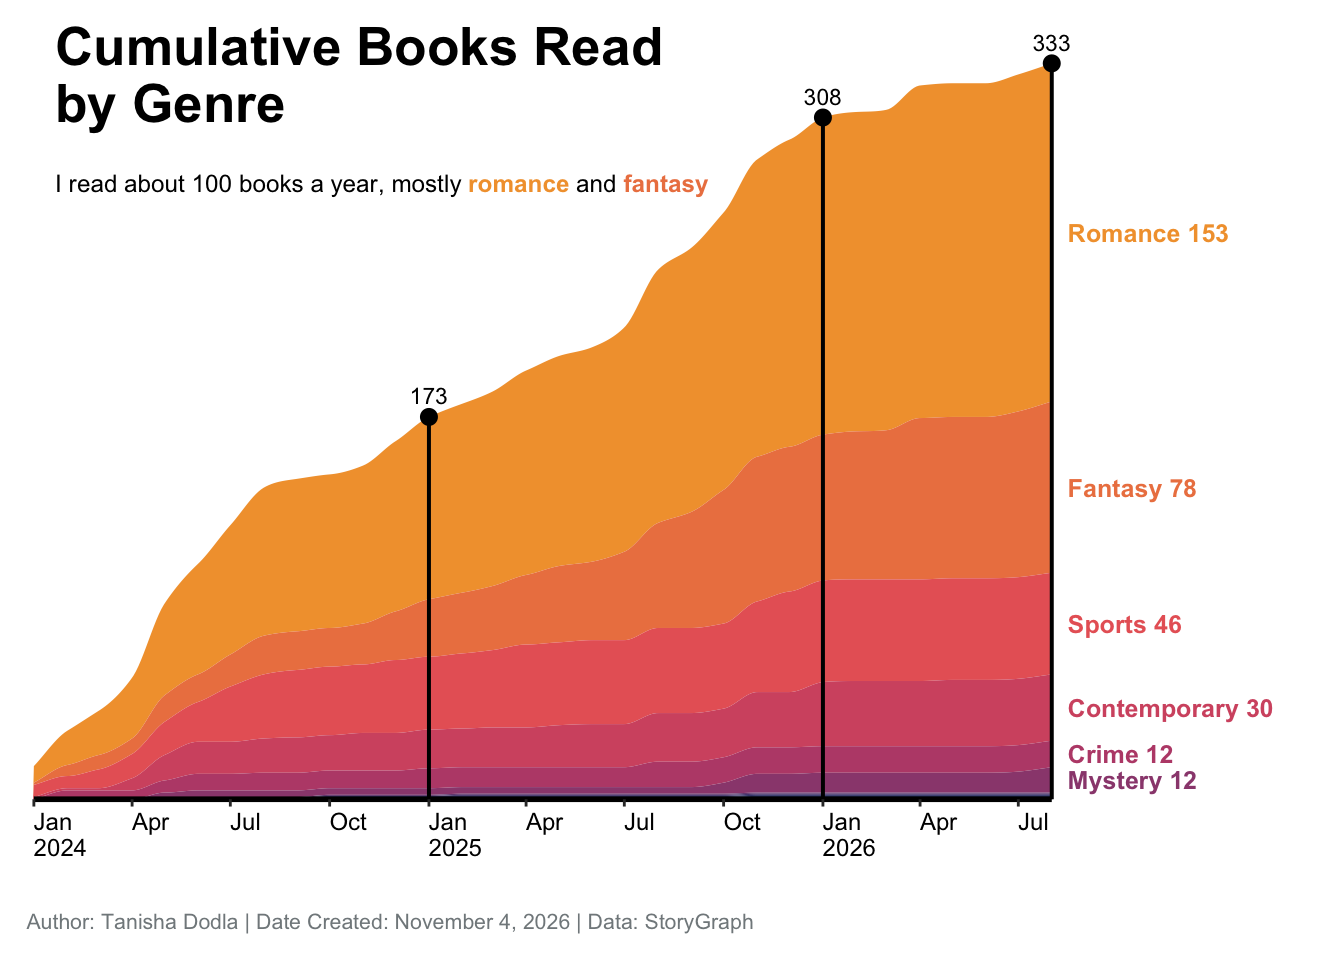 Cumulative Books Read
by Genre
I read about 100 books a year, mostly romance and fantasy
333
308
173
Romance 153
Fantasy 78
Sports 46
Contemporary 30
Crime 12
Mystery 12
Jan Apr Jul Oct Jan Apr Jul Oct Jan Apr Jul
2024 2025 2026
Author: Tanisha Dodla | Date Created: November 4, 2026 | Data: StoryGraph